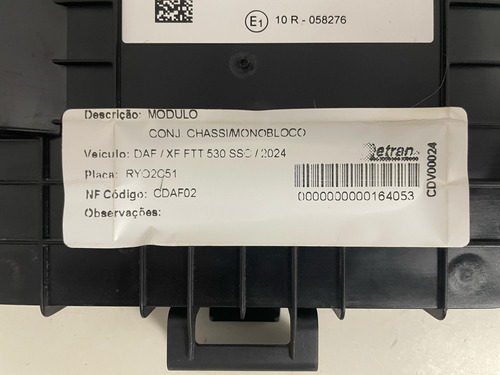 E1 10 R - 058276
Descrição: MODULO
CONJ. CHASSI/MONOBLOCO
Veículo: DAF / XF FTT 530 SSC / 2024
Placa: RYO2C51
NF Código: CDAF02
Observações:
Detran
0000000000164053
CDV00024